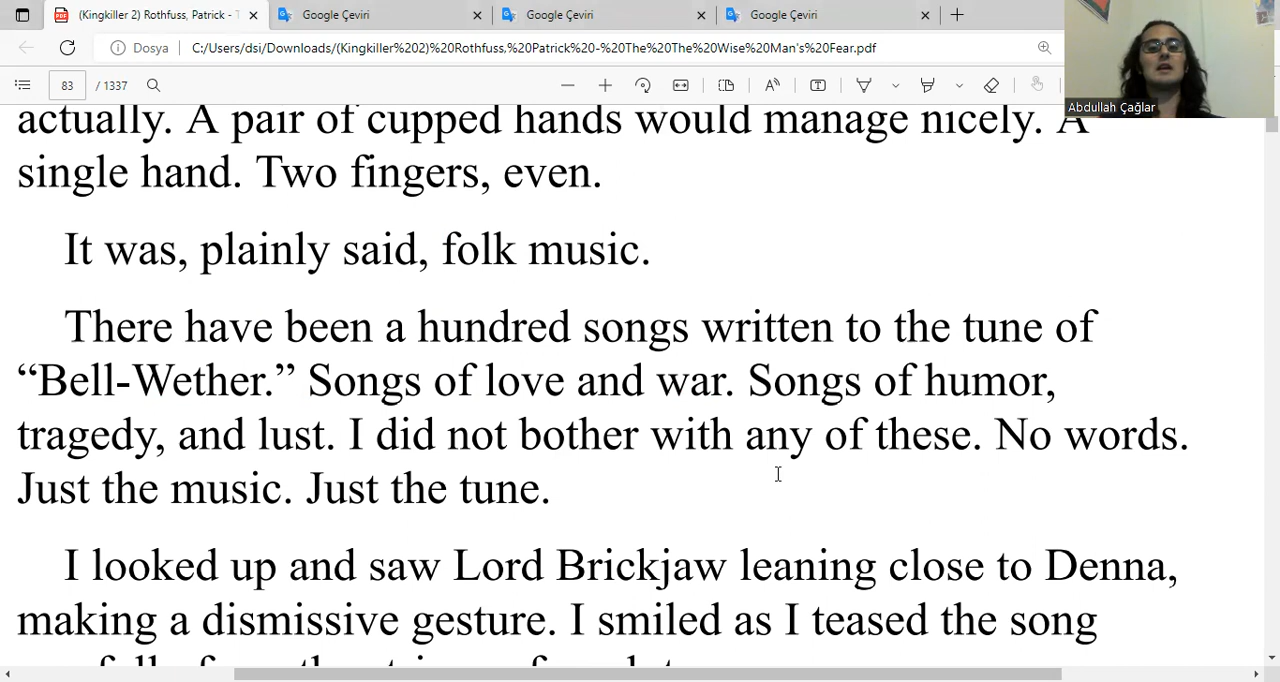 (Kingkiller 2) Rothfuss, Patrick - T
Google Çeviri
Google Çeviri
Google Çeviri
Dosya
C:/Users/dsi/Downloads/(Kingkiller%202)%20Rothfuss,%20Patrick%20-%20The%20The%20Wise%20Man's%20Fear.pdf
83
/ 1337
Abdullah Çağlar
actually. A pair of cupped hands would manage nicely. A
single hand. Two fingers, even.
It was, plainly said, folk music.
There have been a hundred songs written to the tune of
“Bell-Wether.” Songs of love and war. Songs of humor,
tragedy, and lust. I did not bother with any of these. No words.
Just the music. Just the tune.
I looked up and saw Lord Brickjaw leaning close to Denna,
making a dismissive gesture. I smiled as I teased the song